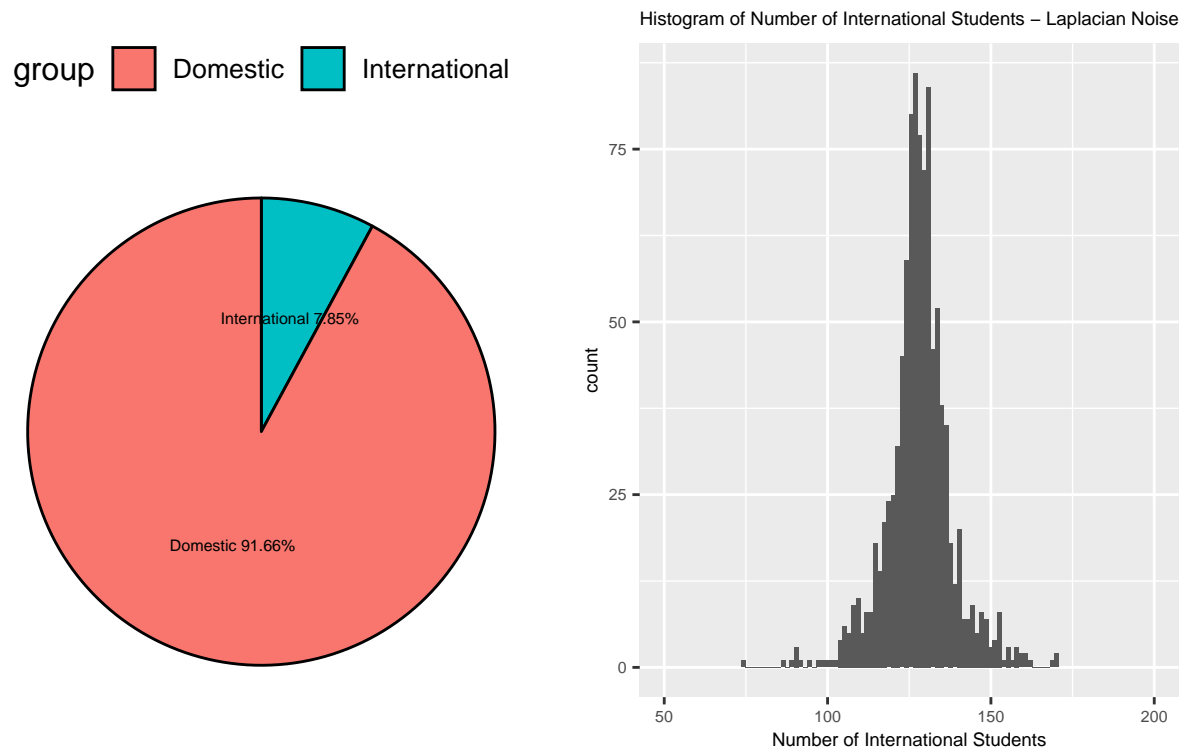 group Domestic International
International 7.85%
Domestic 91.66%
Histogram of Number of International Students − Laplacian Noise
75
50
25
0
count
50 100 150 200
Number of International Students